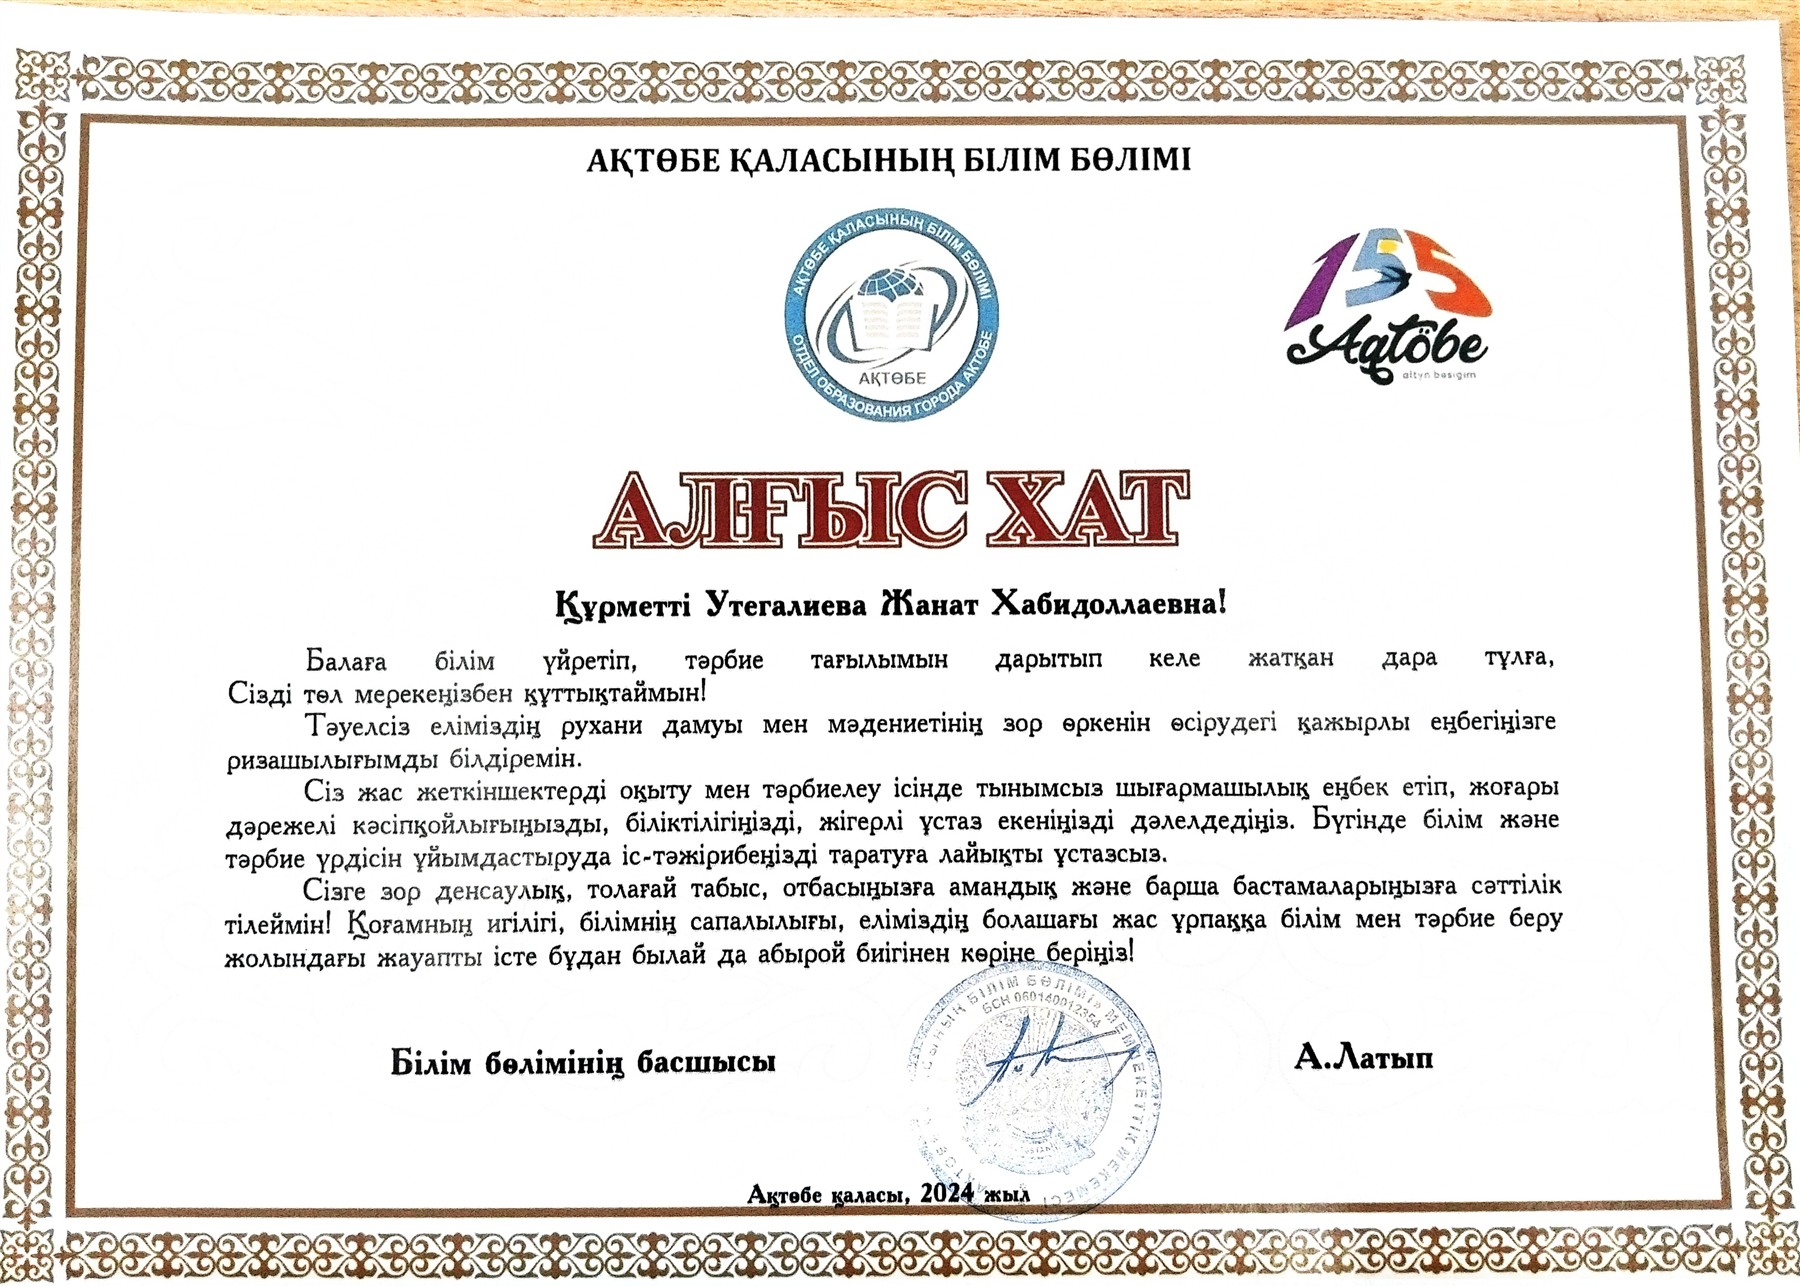 АҚТӨБЕ ҚАЛАСЫНЫҢ БІЛІМ БӨЛІМІ
АҚТӨБЕ ҚАЛАСЫНЫҢ БІЛІМ БӨЛІМІ
АҚТӨБЕ
ОТДЕЛ ОБРАЗОВАНИЯ ГОРОДА АКТОБЕ
155
Aqtöbe
altyn besigim
АЛҒЫС ХАТ
Құрметті Утегалиева Жанат Хабидоллаевна!
Балаға білім үйретіп, тәрбие тағылымын дарытып келе жатқан дара тұлға,
Сізді төл мерекеңізбен құттықтаймын!
Тәуелсіз еліміздің рухани дамуы мен мәдениетінің зор өркенін өсірудегі қажырлы еңбегіңізге
ризашылығымды білдіремін.
Сіз жас жеткіншектерді оқыту мен тәрбиелеу ісінде тынымсыз шығармашылық еңбек етіп, жоғары
дәрежелі кәсіпқойлығыңызды, біліктілігіңізді, жігерлі ұстаз екеніңізді дәлелдедіңіз. Бүгінде білім және
тәрбие үрдісін ұйымдастыруда іс-тәжірибеңізді таратуға лайықты ұстазсыз.
Сізге зор денсаулық, толағай табыс, отбасыңызға амандық және барша бастамаларыңызға сәттілік
тілеймін! Қоғамның игілігі, білімнің сапалылығы, еліміздің болашағы жас ұрпаққа білім мен тәрбие беру
жолындағы жауапты істе бұдан былай да абырой биігінен көріне беріңіз!
БІЛІМ БӨЛІМІ» МЕМЛЕКЕТТІК МЕКЕМЕСІ
БСН 060140012354
Білім бөлімінің басшысы
А.Латып
Ақтөбе қаласы, 2024 жыл